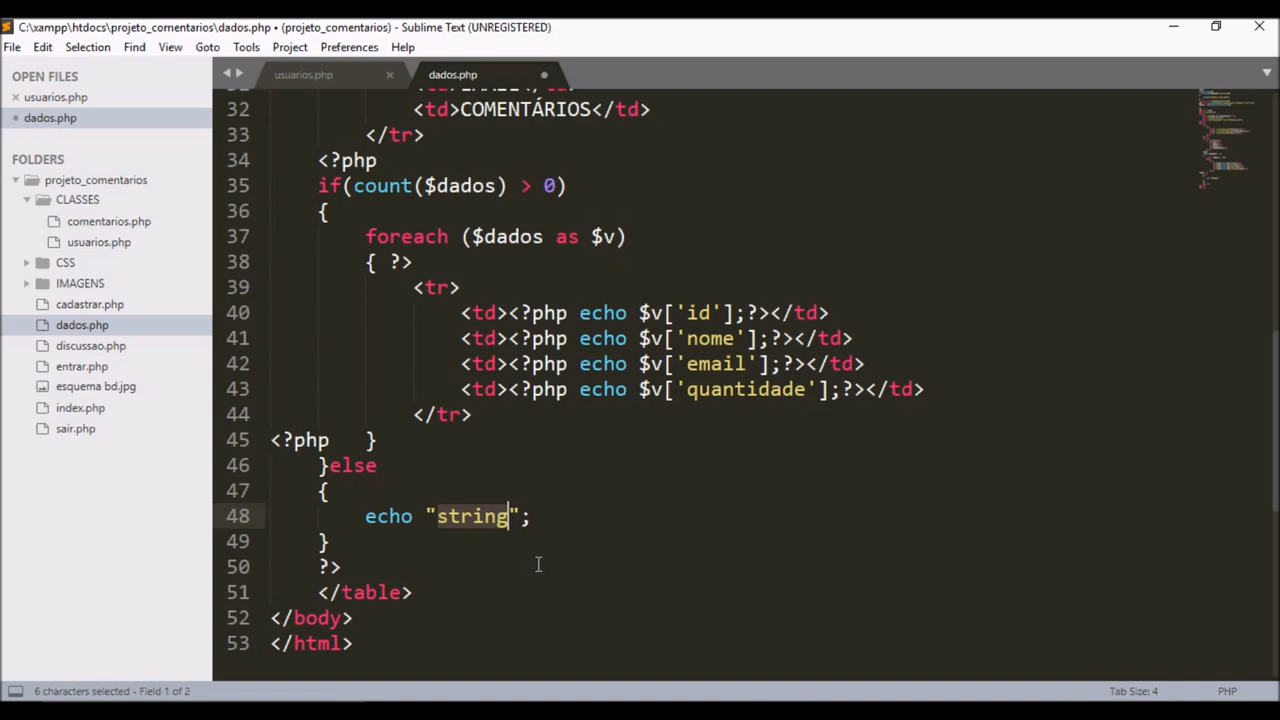 C:\xampp\htdocs\projeto_comentarios\dados.php • (projeto_comentarios) - Sublime Text (UNREGISTERED)
File Edit Selection View Goto Tools Project Preferences Help
OPEN FILES
usuarios.php
dados.php
FOLDERS
projeto_comentarios
CLASSES
comentarios.php
usuarios.php
CSS
IMAGENS
cadastrar.php
dados.php
discussao.php
entrar.php
esquema bd.jpg
index.php
sair.php
usuarios.php dados.php
32 <td>COMENTÁRIOS</td>
33 </tr>
34 <?php
35 if(count($dados) > 0)
36 {
37 foreach ($dados as $v)
38 { ?>
39 <tr>
40 <td><?php echo $v['id'];?></td>
41 <td><?php echo $v['nome'];?></td>
42 <td><?php echo $v['email'];?></td>
43 <td><?php echo $v['quantidade'];?></td>
44 </tr>
45 <?php }
46 }else
47 {
48 echo "string";
49 }
50 ?>
51 </table>
52 </body>
53 </html>
6 characters selected - Field 1 of 2 Tab Size: 4 PHP